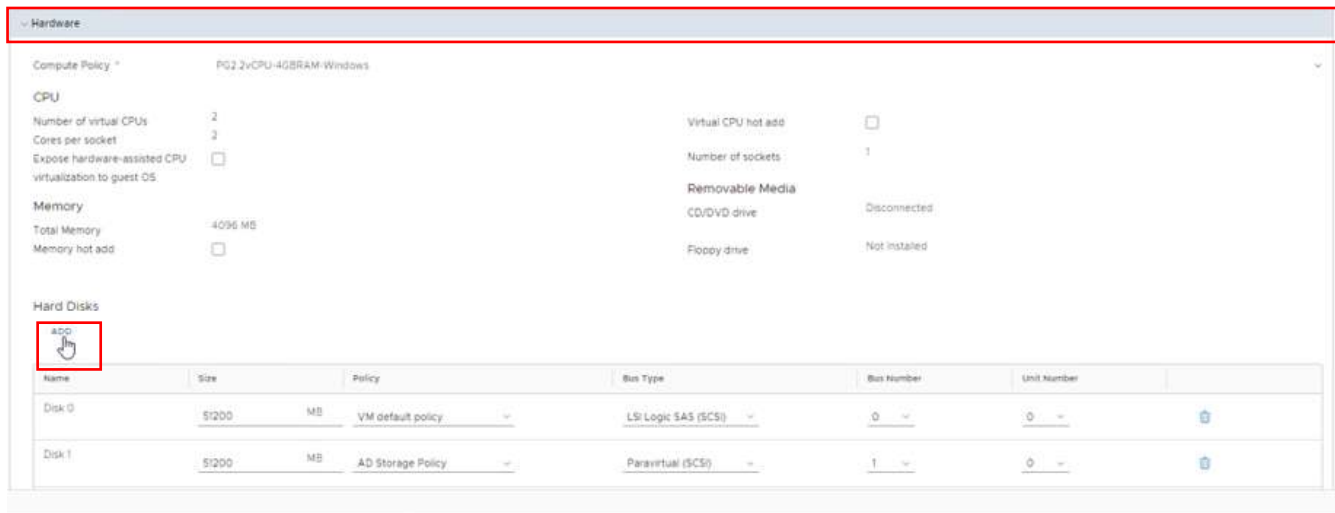 Hardware
Compute Policy * PG2.2vCPU-4GBRAM-Windows
CPU
Number of virtual CPUs 2
Cores per socket 2
Expose hardware-assisted CPU
virtualization to guest OS
Virtual CPU hot add
Number of sockets 1
Memory
Total Memory 4096 MB
Memory hot add
Removable Media
CD/DVD drive Disconnected
Floppy drive Not installed
Hard Disks
ADD
Name Size Policy Bus Type Bus Number Unit Number
Disk 0 51200 MB VM default policy LSI Logic SAS (SCSI) 0 0
Disk 1 51200 MB AD Storage Policy Paravirtual (SCSI) 1 0